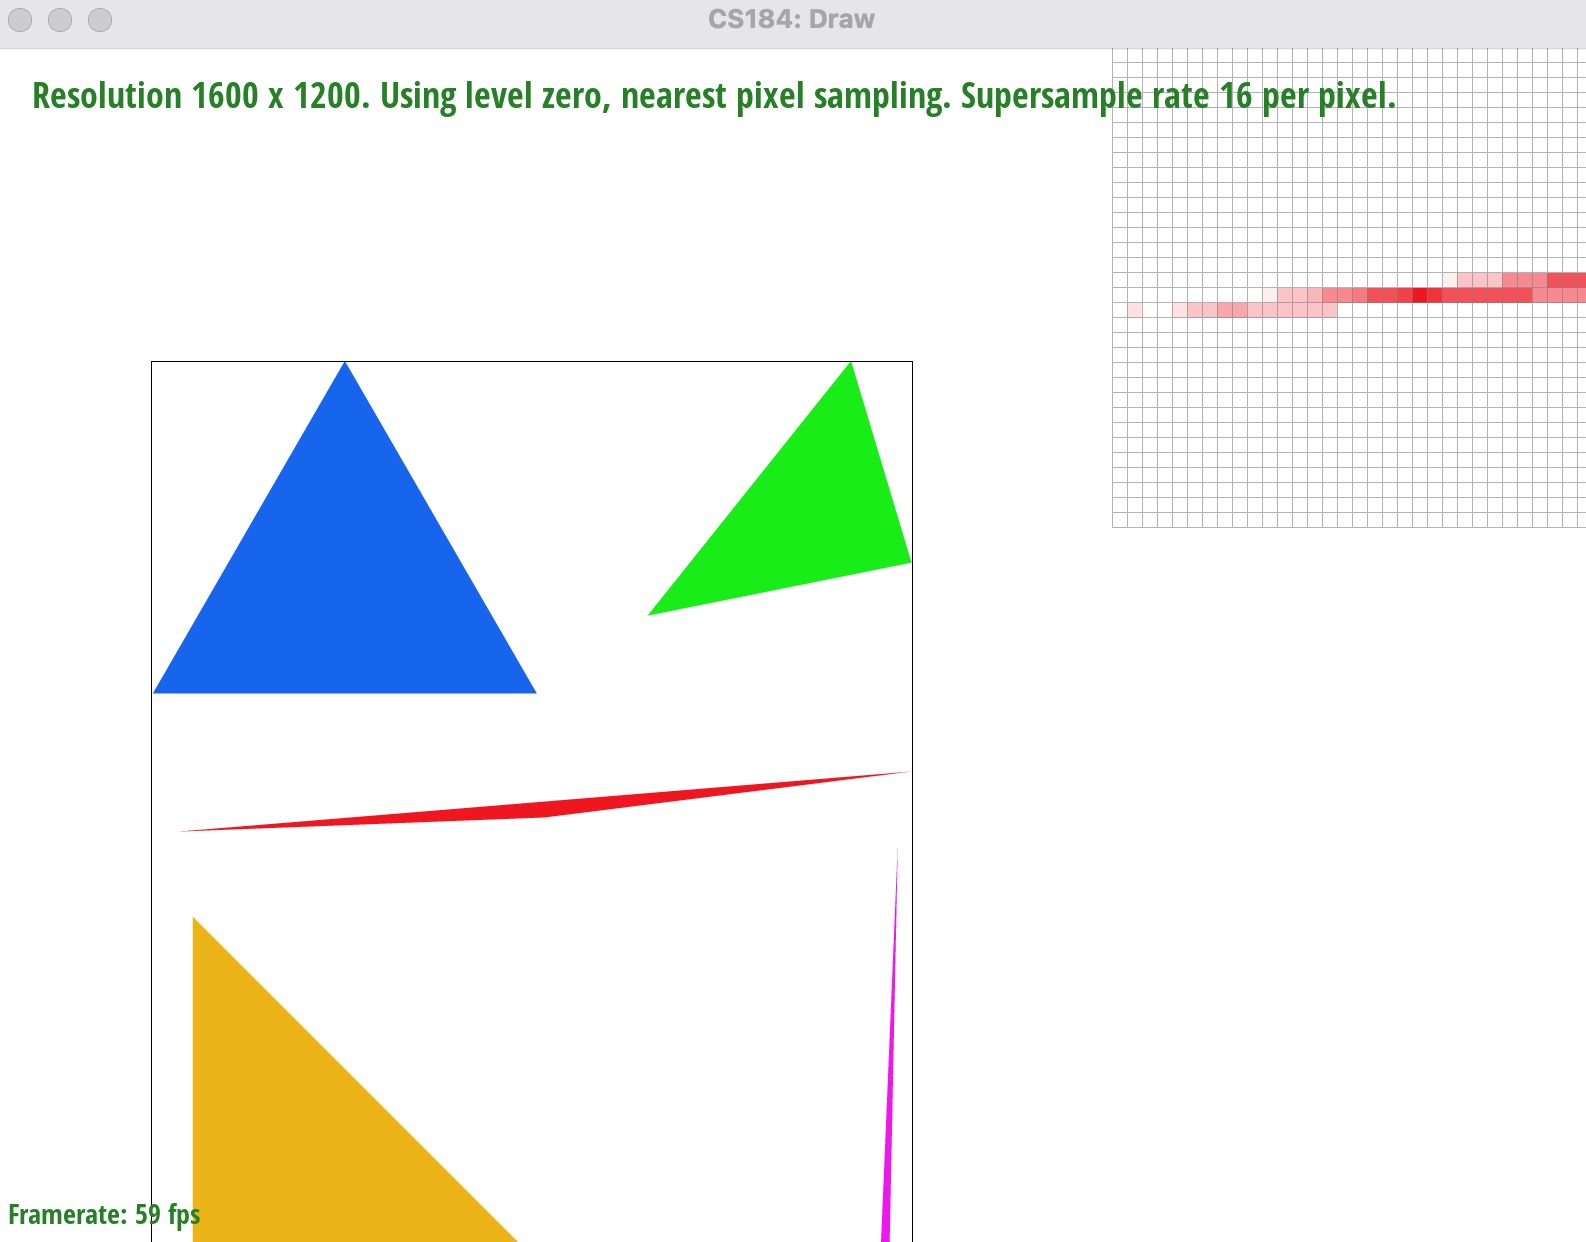 CS184: Draw
Resolution 1600 x 1200. Using level zero, nearest pixel sampling. Supersample rate 16 per pixel.
Framerate: 59 fps